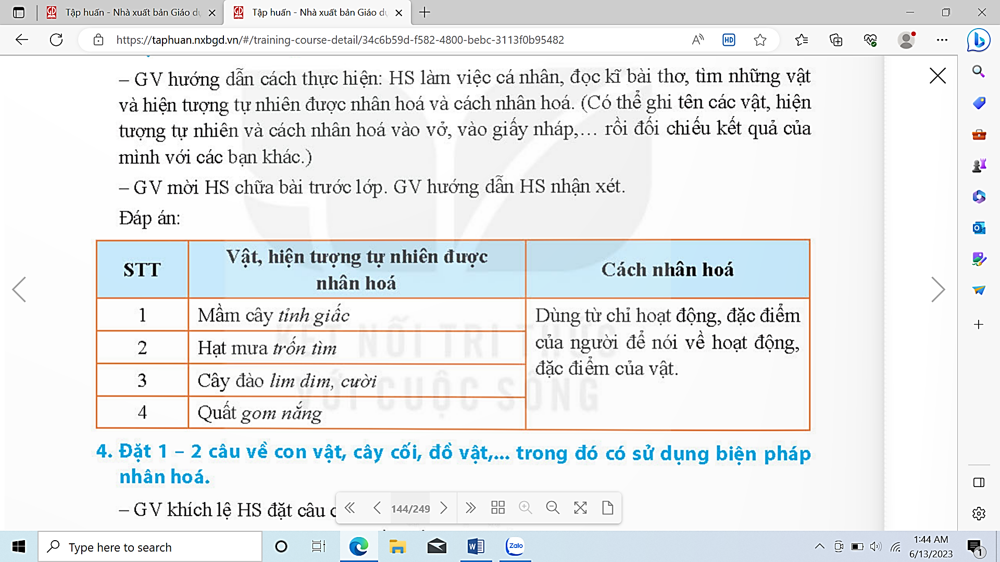 Tập huấn - Nhà xuất bản Giáo dụ
Tập huấn - Nhà xuất bản Giáo dụ
https://taphuan.nxbgd.vn/#/training-course-detail/34c6b59d-f582-4800-bebc-3113f0b95482
HD
– GV hướng dẫn cách thực hiện: HS làm việc cá nhân, đọc kĩ bài thơ, tìm những vật
và hiện tượng tự nhiên được nhân hoá và cách nhân hoá. (Có thể ghi tên các vật, hiện
tượng tự nhiên và cách nhân hoá vào vở, vào giấy nháp,… rồi đối chiếu kết quả của
mình với các bạn khác.)
– GV mời HS chữa bài trước lớp. GV hướng dẫn HS nhận xét.
Đáp án:
STT
Vật, hiện tượng tự nhiên được
nhân hoá
Cách nhân hoá
1
Mầm cây tỉnh giấc
2
Hạt mưa trốn tìm
3
Cây đào lim dim, cười
4
Quất gom nắng
Dùng từ chỉ hoạt động, đặc điểm
của người để nói về hoạt động,
đặc điểm của vật.
KẾT NỐI TRI THỨC
VỚI CUỘC SỐNG
4. Đặt 1 – 2 câu về con vật, cây cối, đồ vật,... trong đó có sử dụng biện pháp
nhân hoá.
– GV khích lệ HS đặt câu
144/249
Type here to search
Zalo
1:44 AM
6/13/2023
1